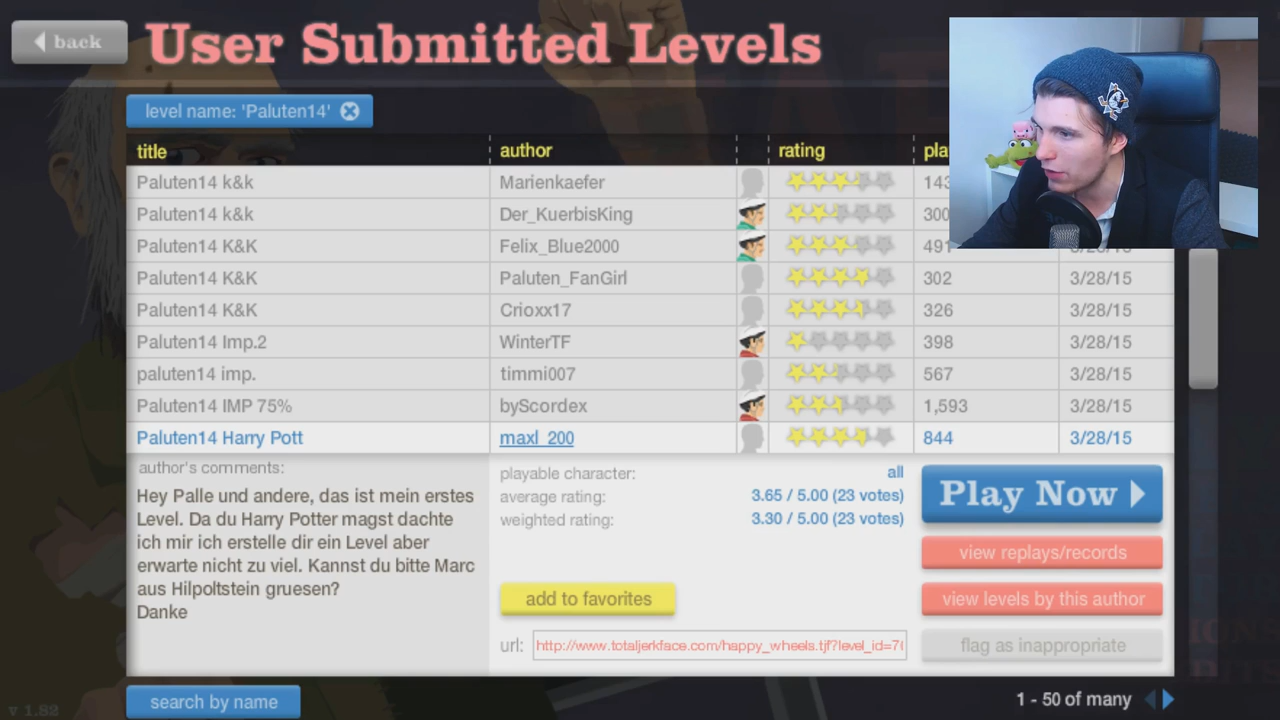 back
User Submitted Levels
level name: 'Paluten14'
title author rating
Paluten14 k&k Marienkaefer
Paluten14 k&k Der_KuerbisKing 300
Paluten14 K&K Felix_Blue2000 491 3/28/15
Paluten14 K&K Paluten_FanGirl 302 3/28/15
Paluten14 K&K Crioxx17 326 3/28/15
Paluten14 Imp.2 WinterTF 398 3/28/15
paluten14 imp. timmi007 567 3/28/15
Paluten14 IMP 75% byScordex 1,593 3/28/15
Paluten14 Harry Pott maxl_200 844 3/28/15
author's comments:
Hey Palle und andere, das ist mein erstes
Level. Da du Harry Potter magst dachte
ich mir ich erstelle dir ein Level aber
erwarte nicht zu viel. Kannst du bitte Marc
aus Hilpoltstein gruesen?
Danke
playable character: all
average rating: 3.65 / 5.00 (23 votes)
weighted rating: 3.30 / 5.00 (23 votes)
add to favorites
url: http://www.totaljerkface.com/happy_wheels.tjf?level_id=7
Play Now
view replays/records
view levels by this author
flag as inappropriate
search by name
1 - 50 of many
v 1.82